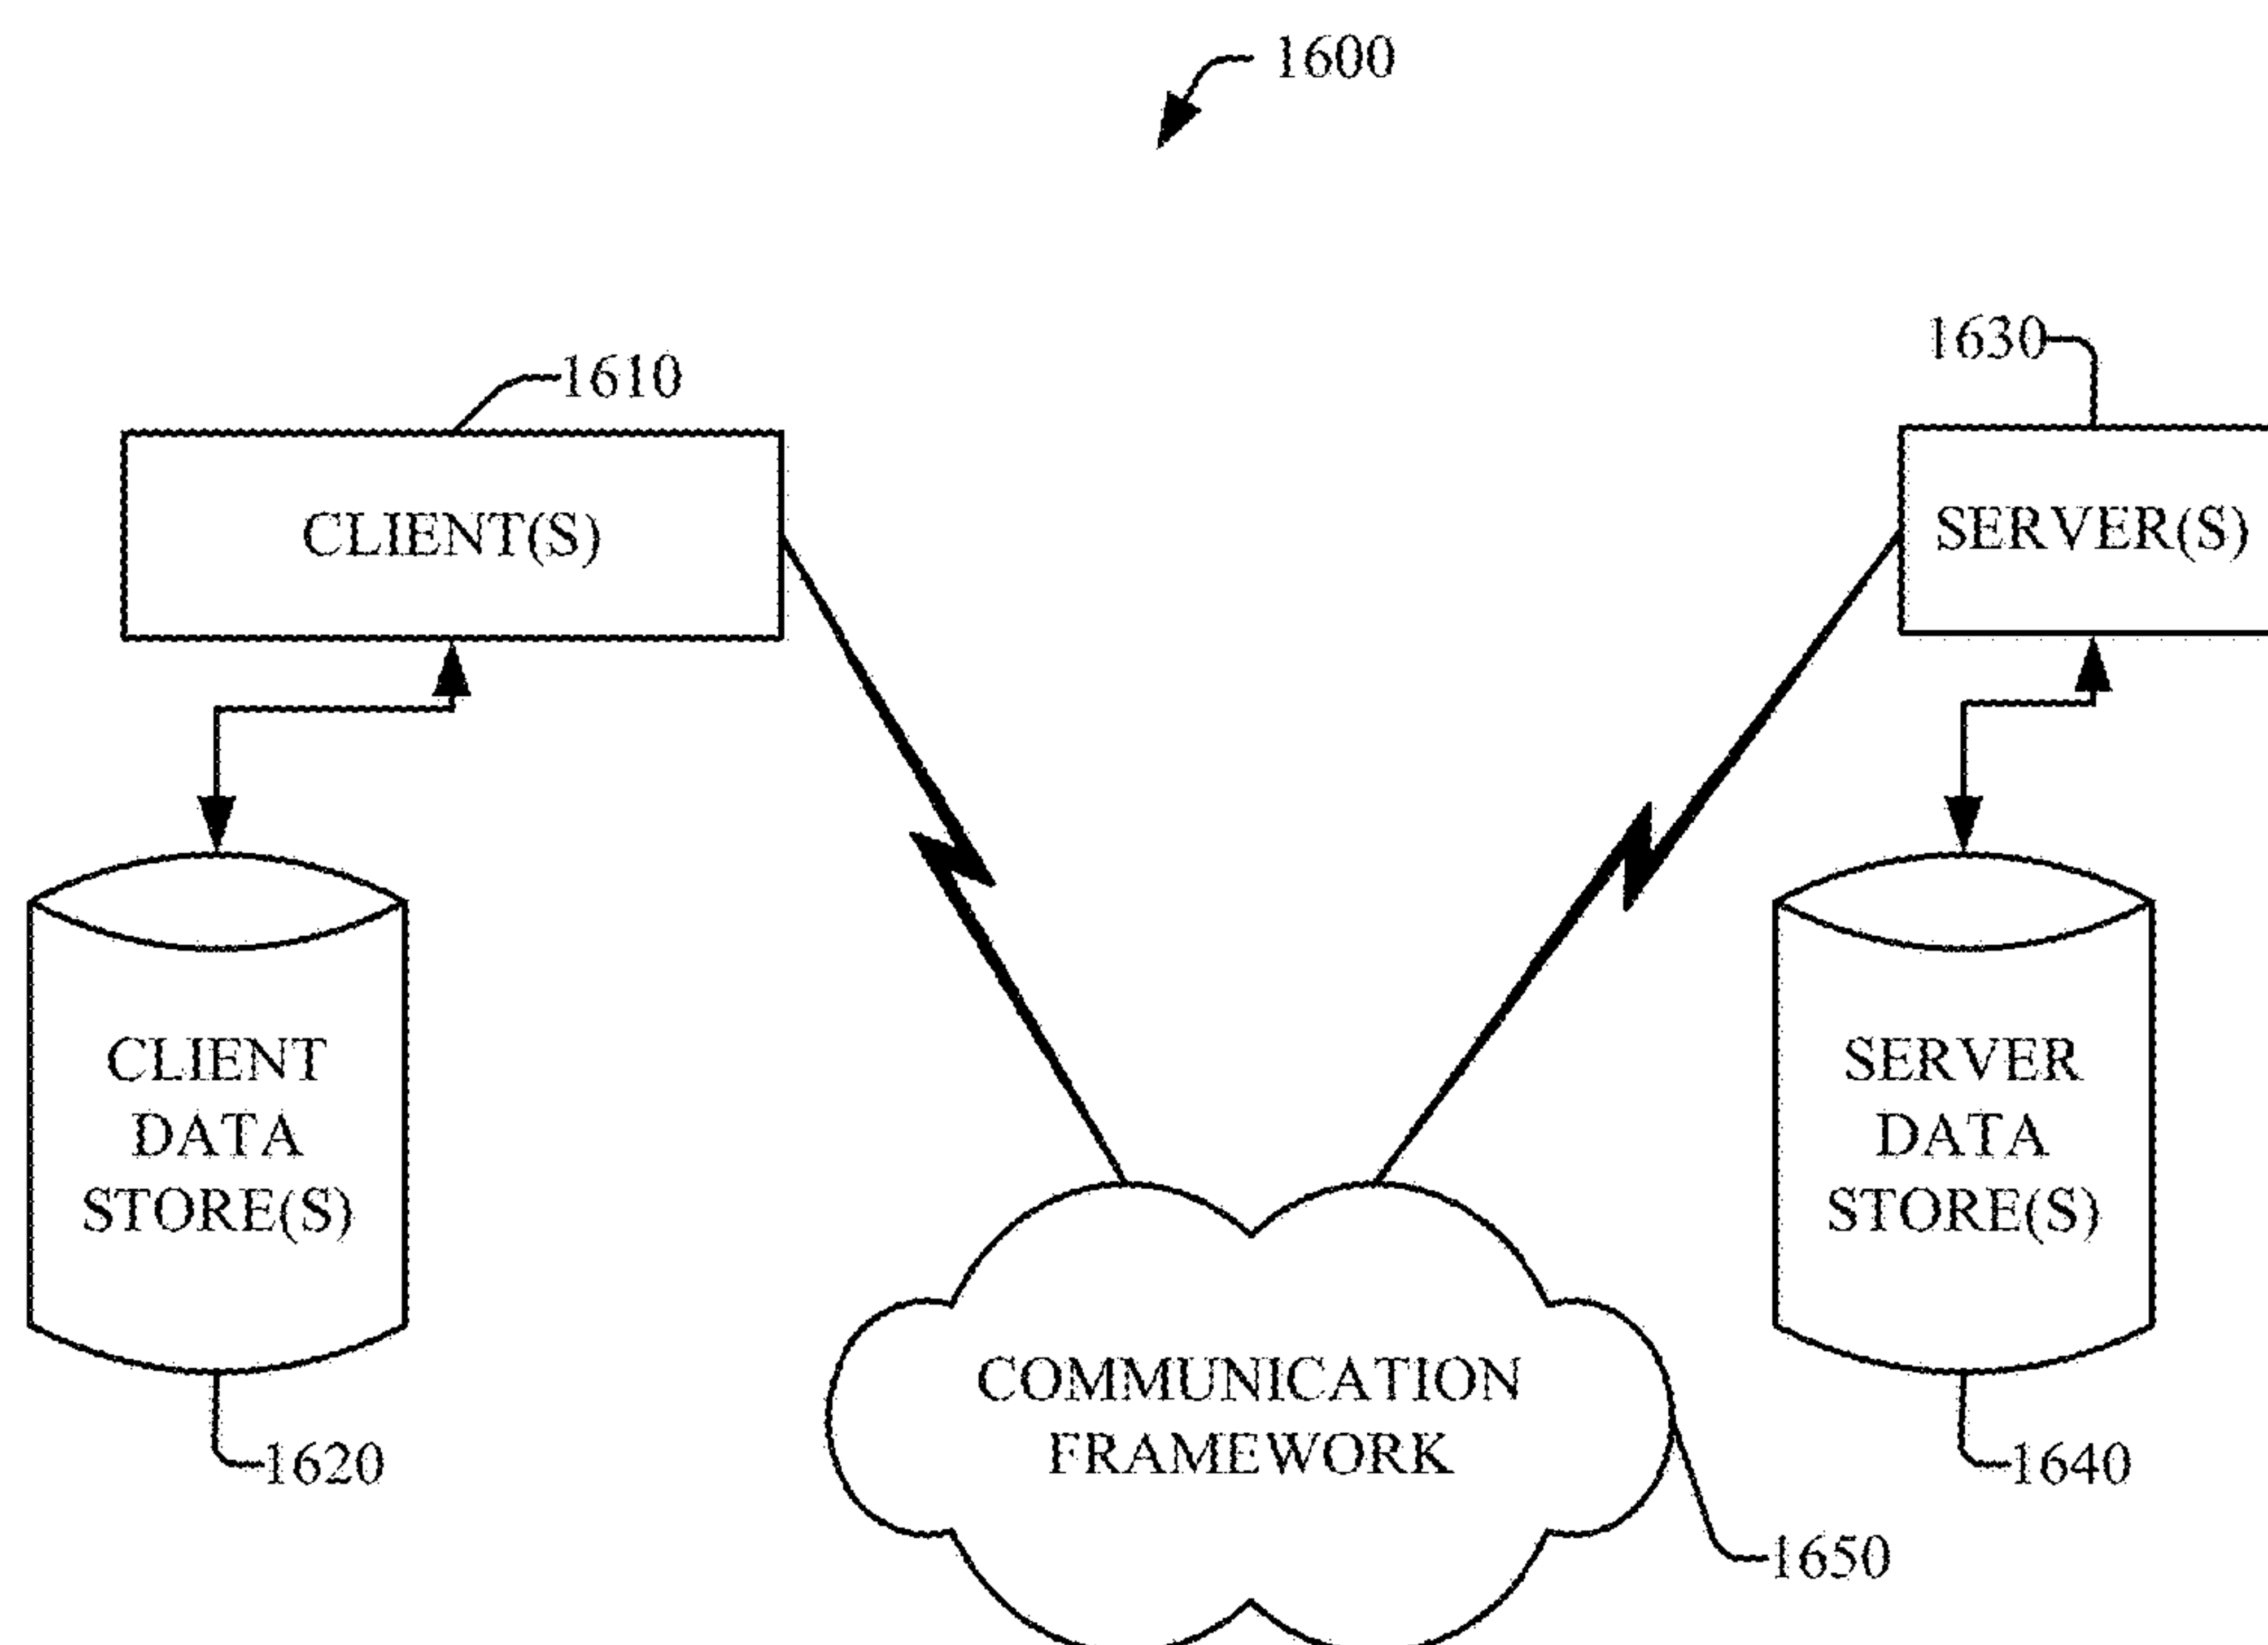 1600
1610
1630
CLIENT(S)
SERVER(S)
CLIENT
DATA
STORE(S)
SERVER
DATA
STORE(S)
COMMUNICATION
FRAMEWORK
1620
1640
1650